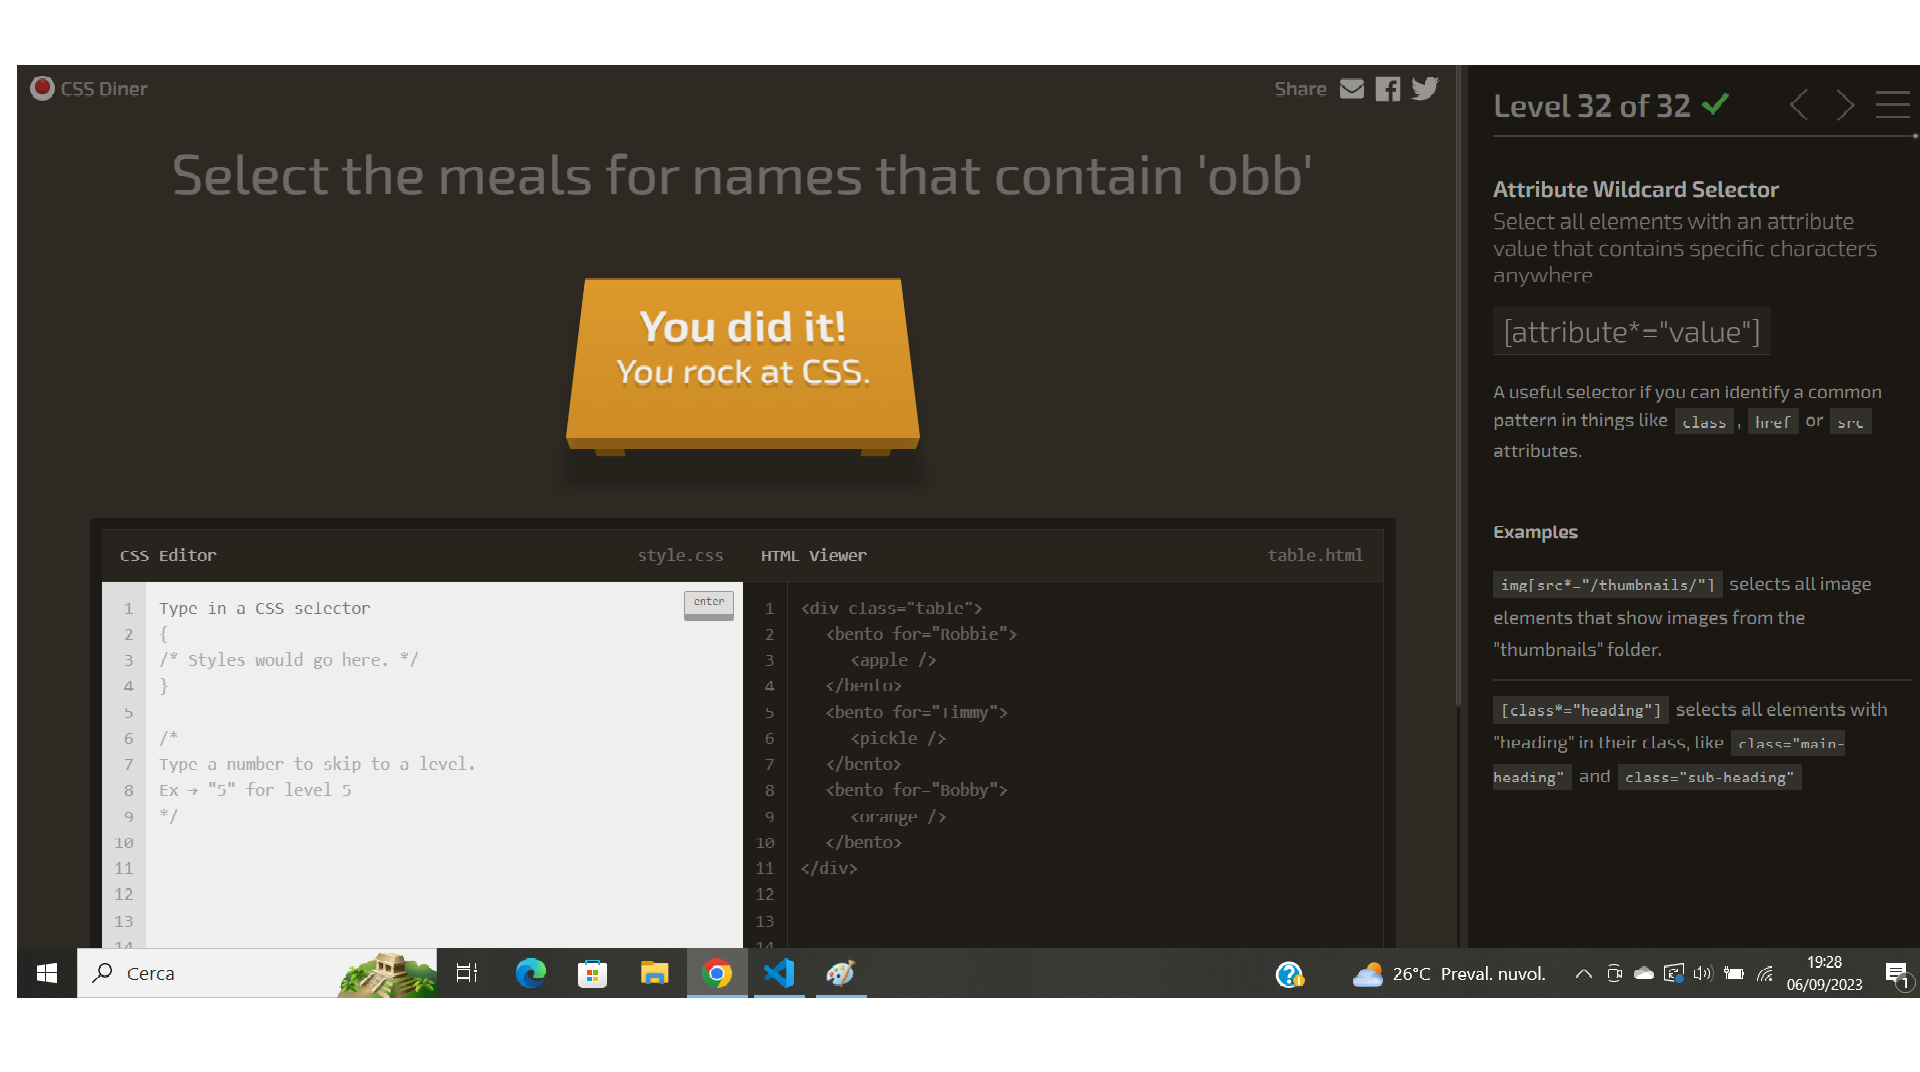 CSS Diner
Share
Select the meals for names that contain 'obb'
You did it!
You rock at CSS.
CSS Editor
style.css
HTML Viewer
table.html
enter
1 Type in a CSS selector
2 {
3 /* Styles would go here. */
4 }
5
6 /*
7 Type a number to skip to a level.
8 Ex → "5" for level 5
9 */
10
11
12
13
14
1 <div class="table">
2 <bento for="Robbie">
3 <apple />
4 </bento>
5 <bento for="Timmy">
6 <pickle />
7 </bento>
8 <bento for="Bobby">
9 <orange />
10 </bento>
11 </div>
12
13
14
Level 32 of 32
Attribute Wildcard Selector
Select all elements with an attribute
value that contains specific characters
anywhere
[attribute*="value"]
A useful selector if you can identify a common
pattern in things like class , href or src
attributes.
Examples
img[src*="/thumbnails/"] selects all image
elements that show images from the
"thumbnails" folder.
[class*="heading"] selects all elements with
"heading" in their class, like class="main-
heading" and class="sub-heading"
Cerca
26°C Preval. nuvol.
19:28
06/09/2023
1